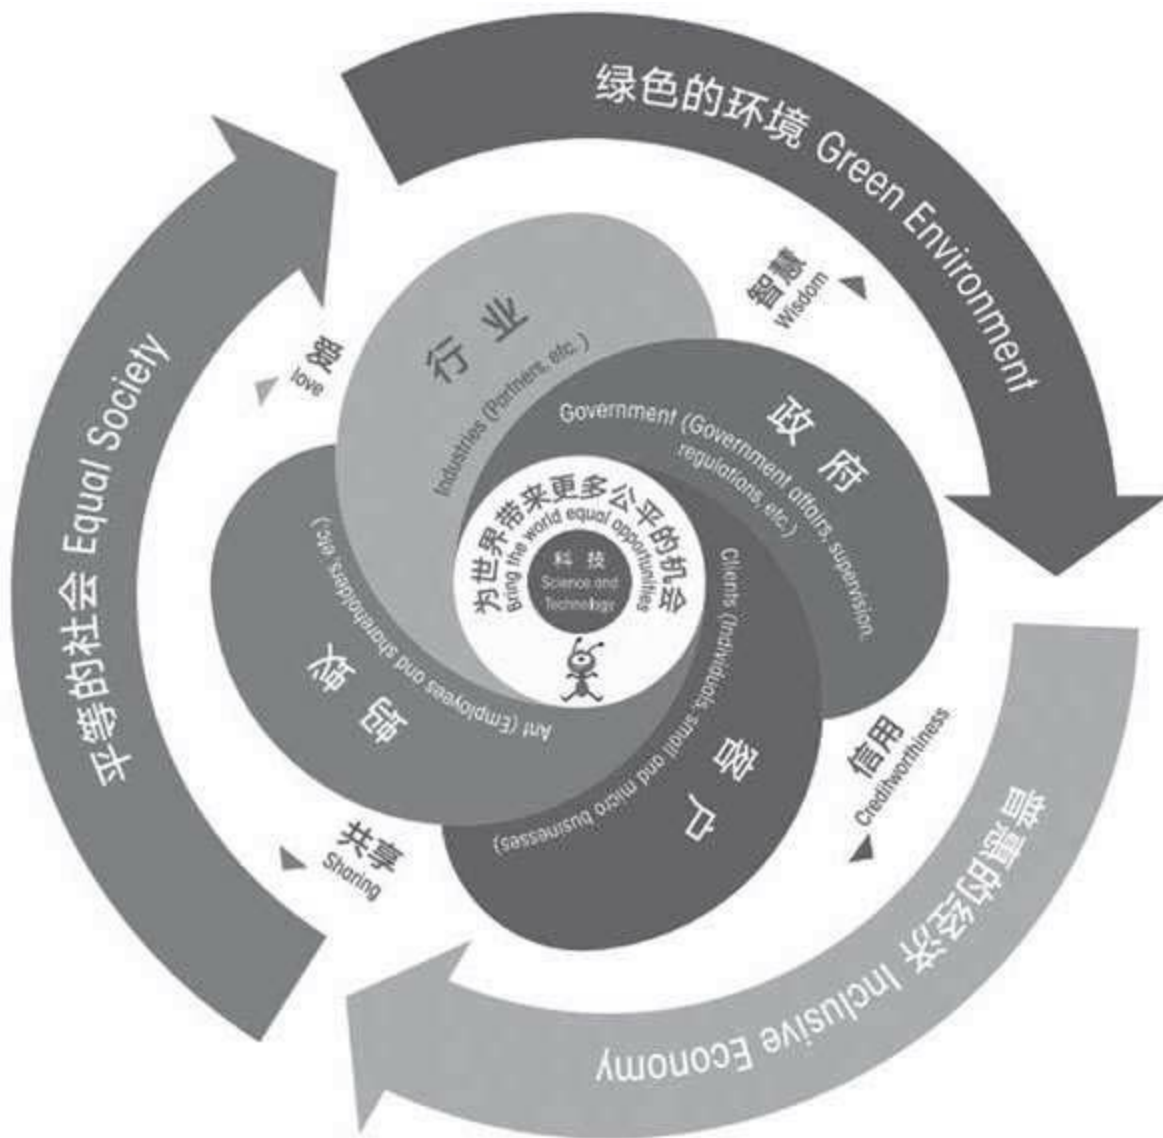 绿色的环境 Green Environment
智慧
Wisdom
爱
love
行业
Industries (Partners, etc.)
政府
Government (Government affairs, supervision,
regulations, etc.)
平等的社会 Equal Society
为世界带来更多公平的机会
Bring the world equal opportunities
科技
Science and
Technology
蚂蚁
Ant (Employees and shareholders etc)
客户
Clients (Individuals, small and micro businesses)
信用
Creditworthiness
共享
Sharing
普惠的经济 Inclusive Economy